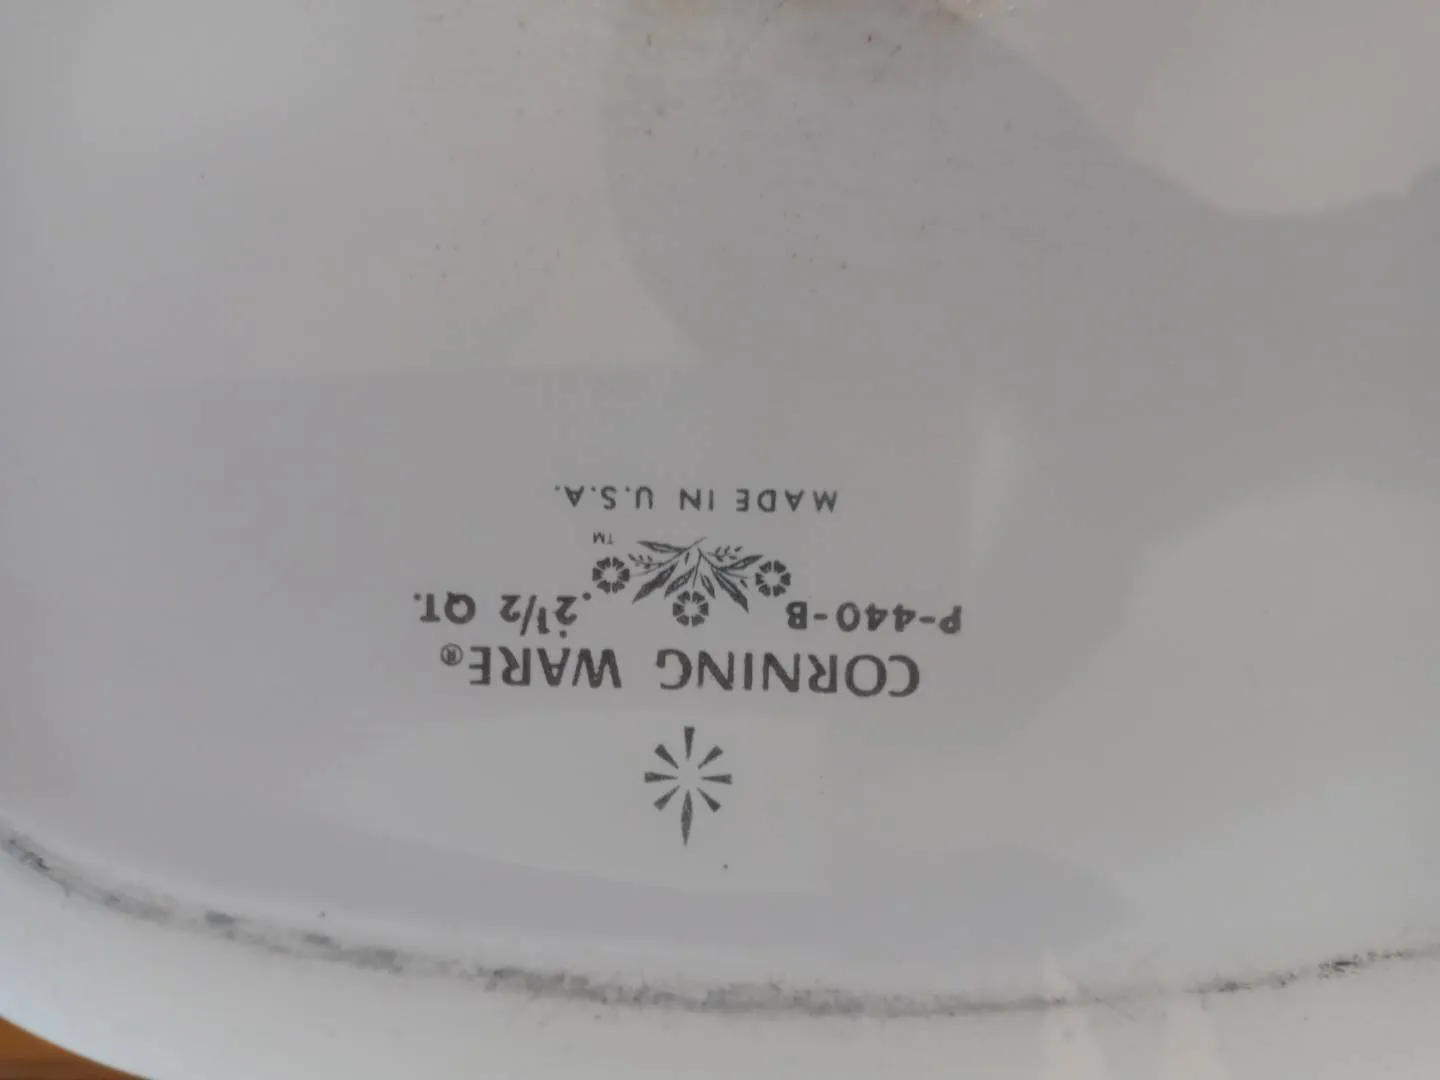 CORNING WARE®
P-440-B 2 1/2 QT.
TM
MADE IN U.S.A.